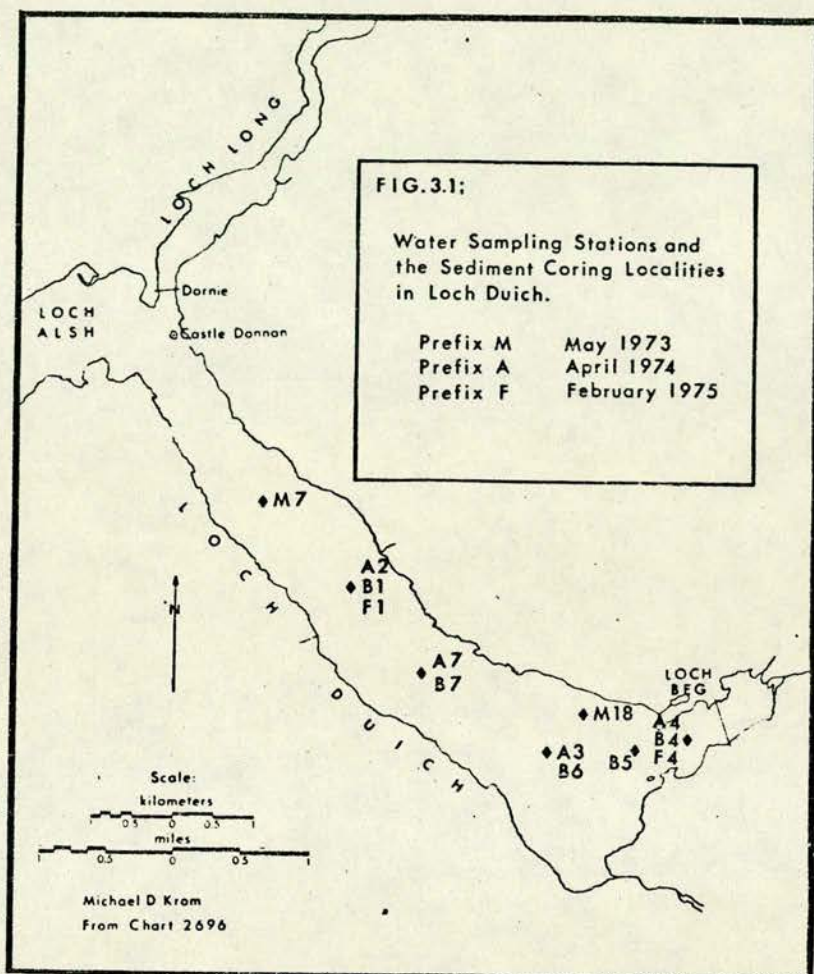 LOCH LONG
FIG.3.1;
Water Sampling Stations and
the Sediment Coring Localities
in Loch Duich.
Prefix M May 1973
Prefix A April 1974
Prefix F February 1975
Dornie
LOCH
ALSH
Castle Donnan
M7
LOCH DUICH
A2
B1
F1
N
A7
B7
LOCH
BEG
M18
A4
B4
F4
A3
B6
B5
Scale:
kilometers
1 0.5 0 0.5 1
miles
1 0.5 0 0.5 1
Michael D Krom
From Chart 2696